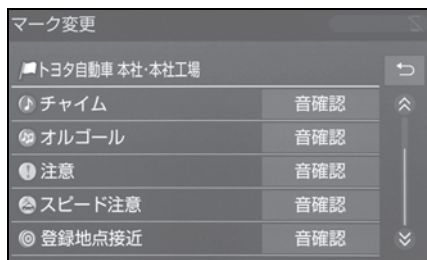 マーク変更
トヨタ自動車 本社・本社工場
チャイム 音確認
オルゴール 音確認
注意 音確認
スピード注意 音確認
登録地点接近 音確認